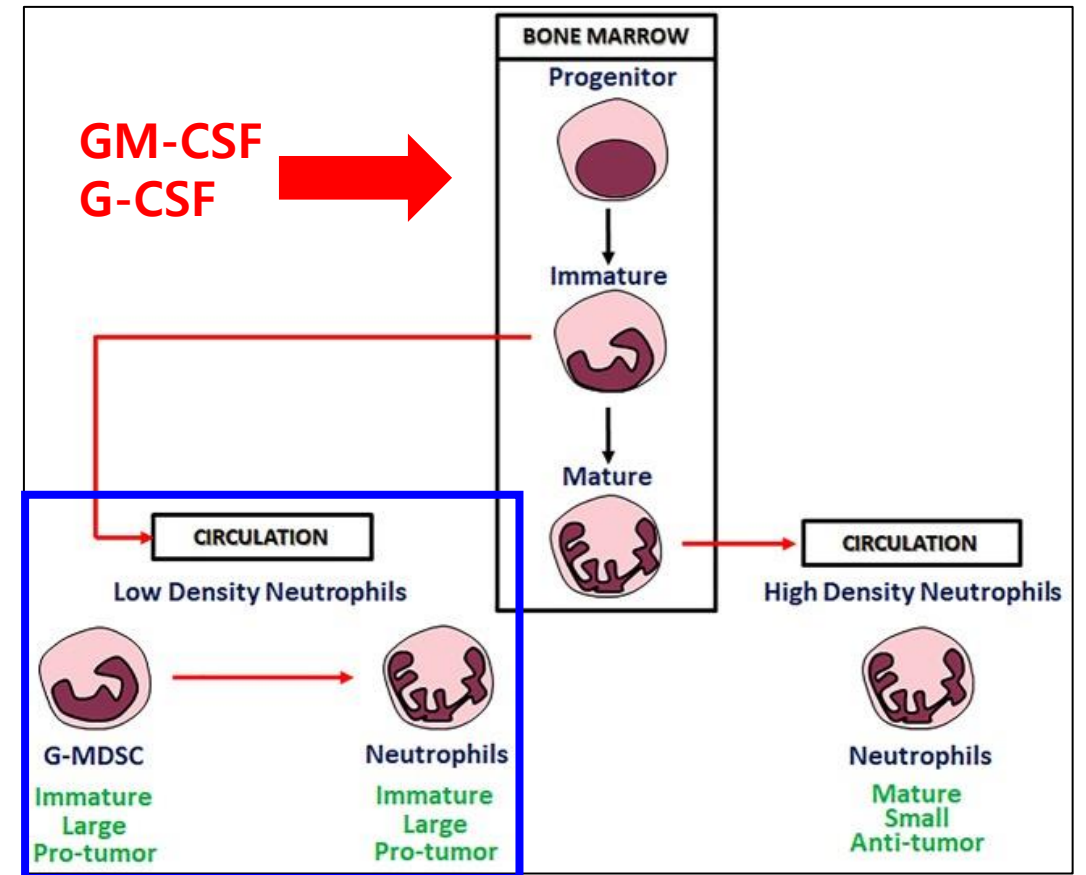 BONE MARROW
Progenitor
GM-CSF
G-CSF
Immature
Mature
CIRCULATION
Low Density Neutrophils
G-MDSC
Immature
Large
Pro-tumor
Neutrophils
Immature
Large
Pro-tumor
CIRCULATION
High Density Neutrophils
Neutrophils
Mature
Small
Anti-tumor